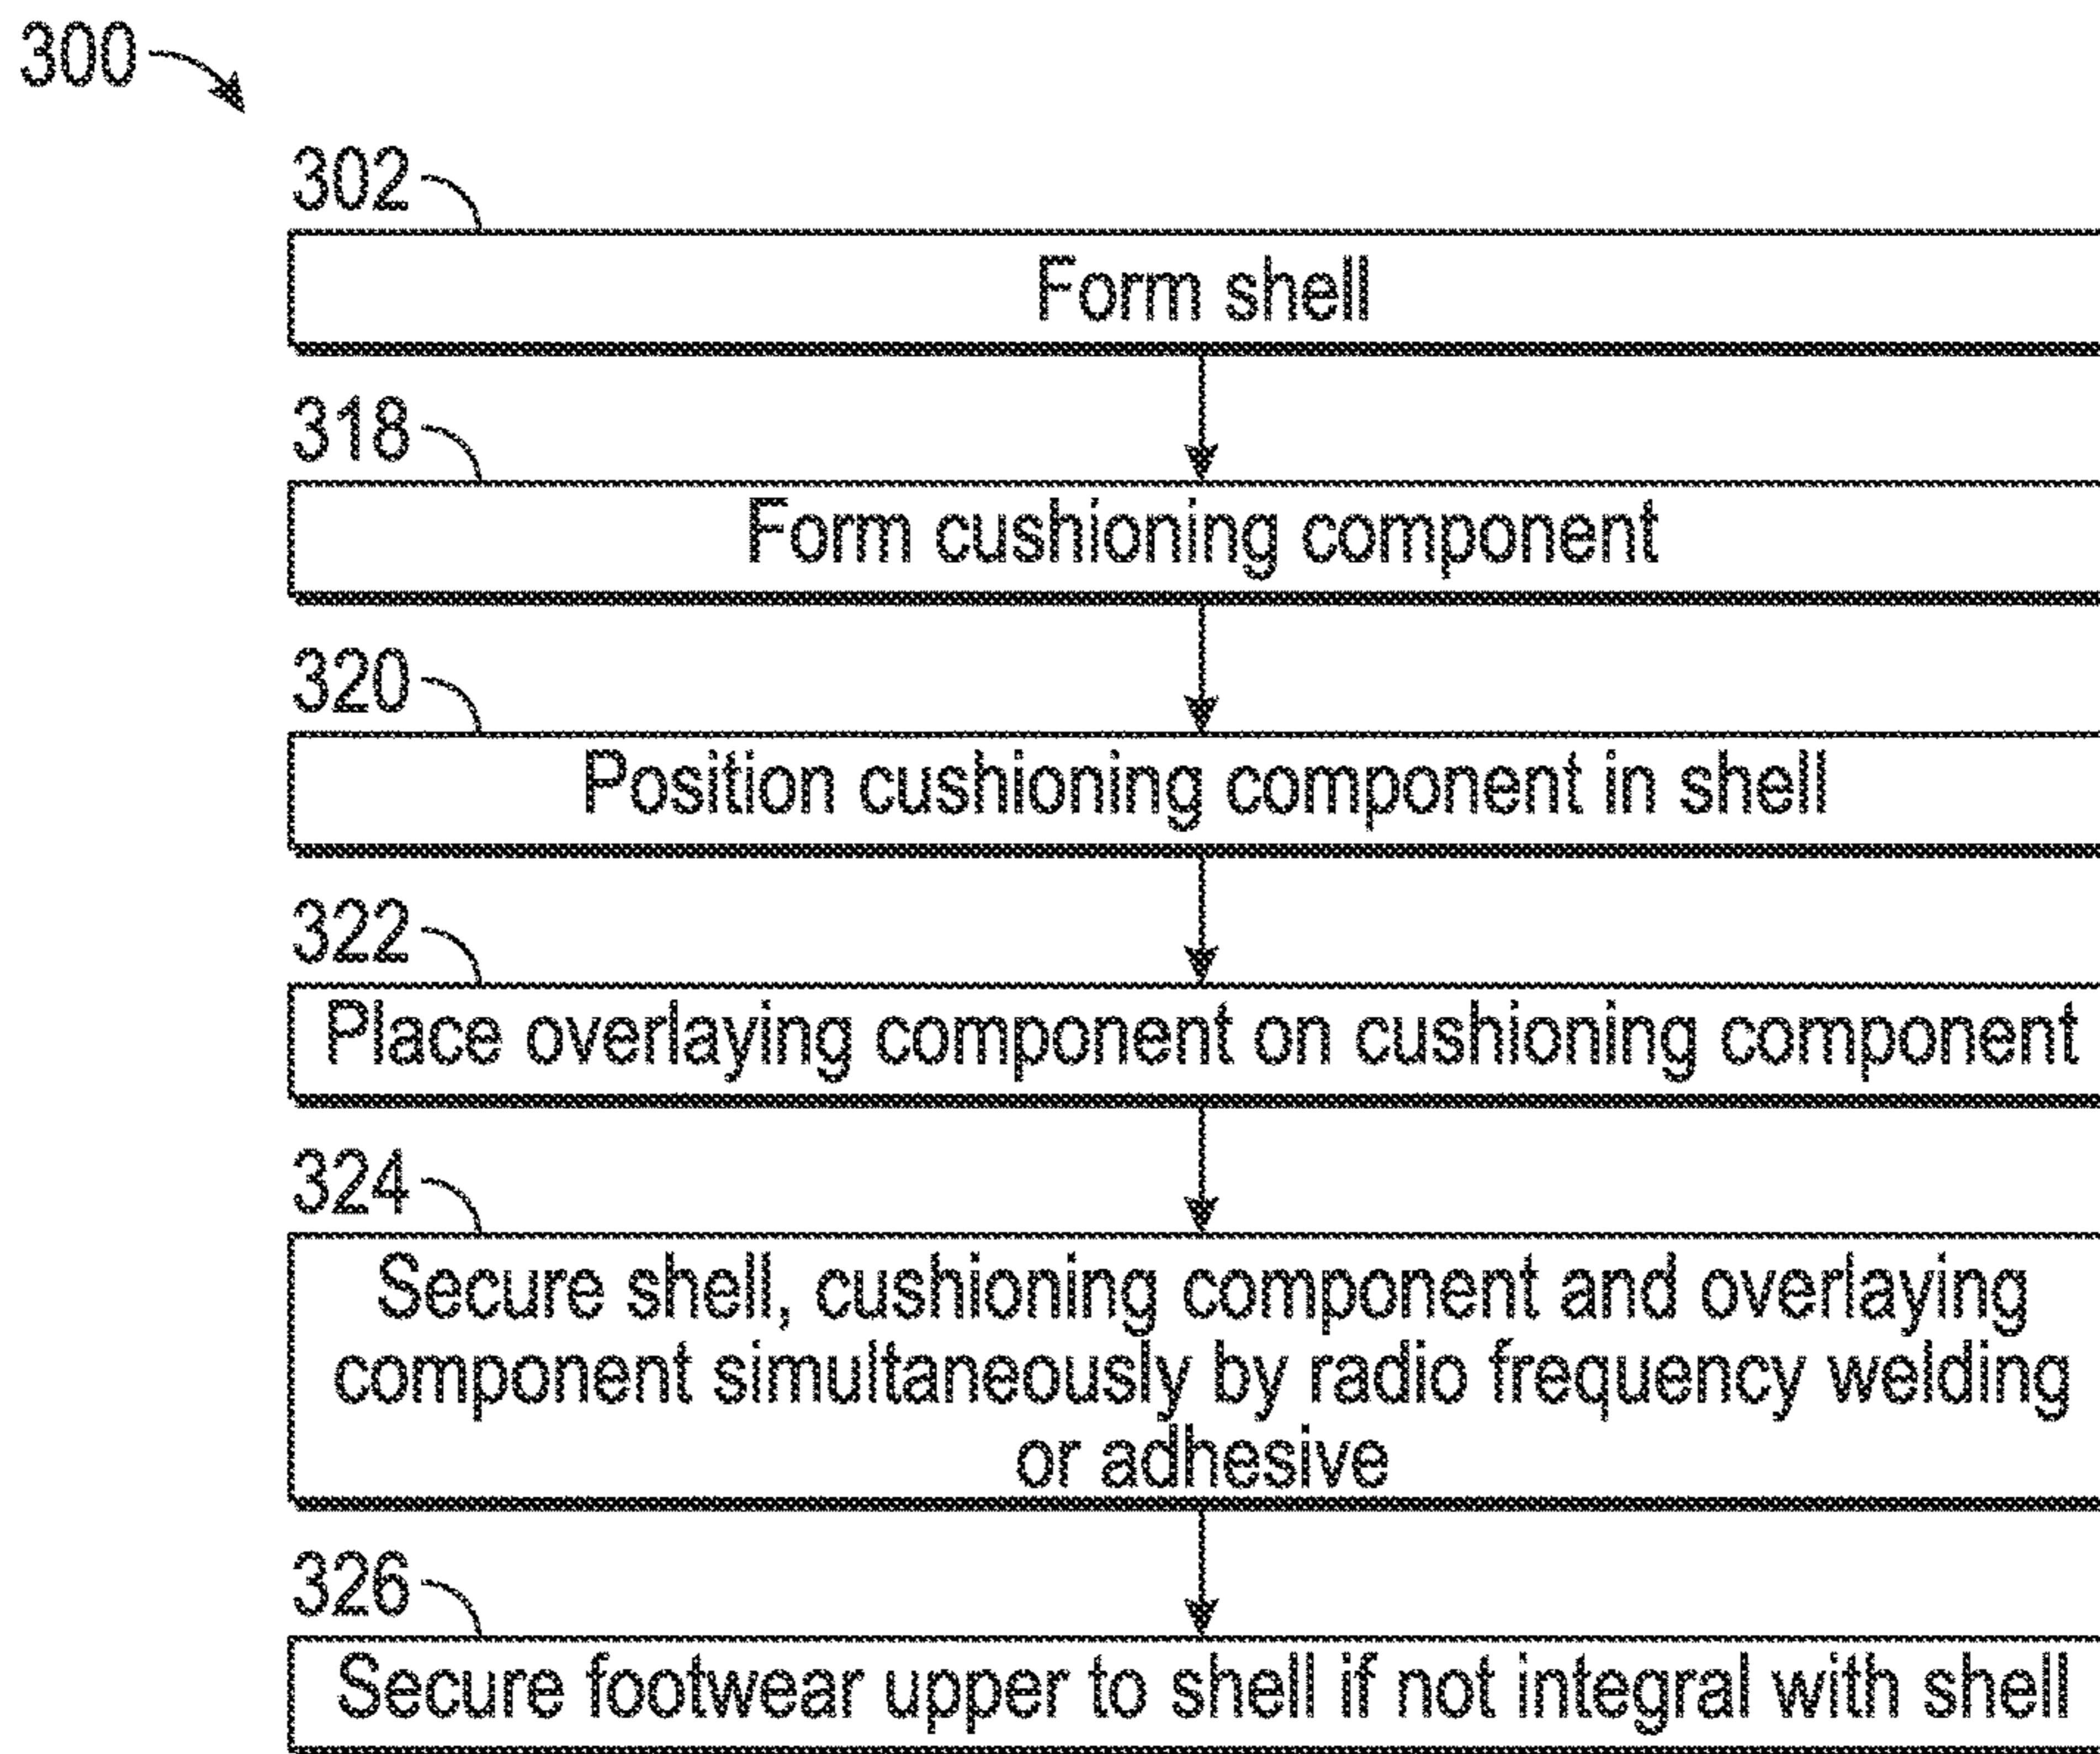 300
302
Form shell
318
Form cushioning component
320
Position cushioning component in shell
322
Place overlaying component on cushioning component
324
Secure shell, cushioning component and overlaying
component simultaneously by radio frequency welding
or adhesive
326
Secure footwear upper to shell if not integral with shell